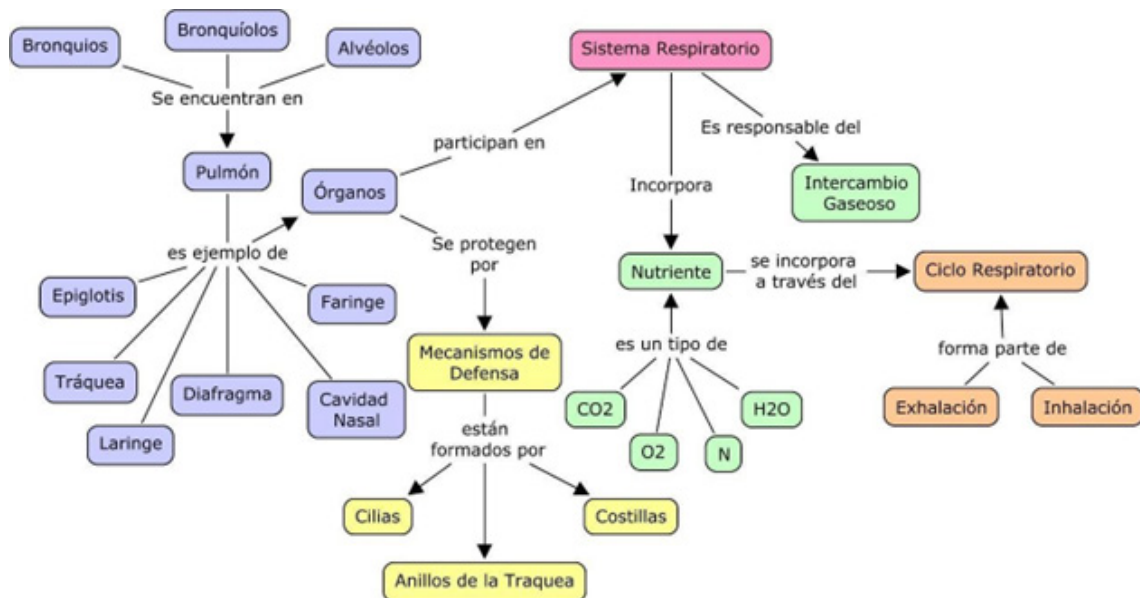 Bronquios
Bronquíolos
Alvéolos
Sistema Respiratorio
Se encuentran en
participan en
Es responsable del
Pulmón
Órganos
Incorpora
Intercambio
Gaseoso
es ejemplo de
Se protegen
por
Nutriente
se incorpora
a través del
Ciclo Respiratorio
Epiglotis
Faringe
Mecanismos de
Defensa
es un tipo de
forma parte de
Tráquea
Diafragma
Cavidad
Nasal
Laringe
CO2
O2
N
H2O
Exhalación
Inhalación
están
formados por
Cilias
Costillas
Anillos de la Traquea